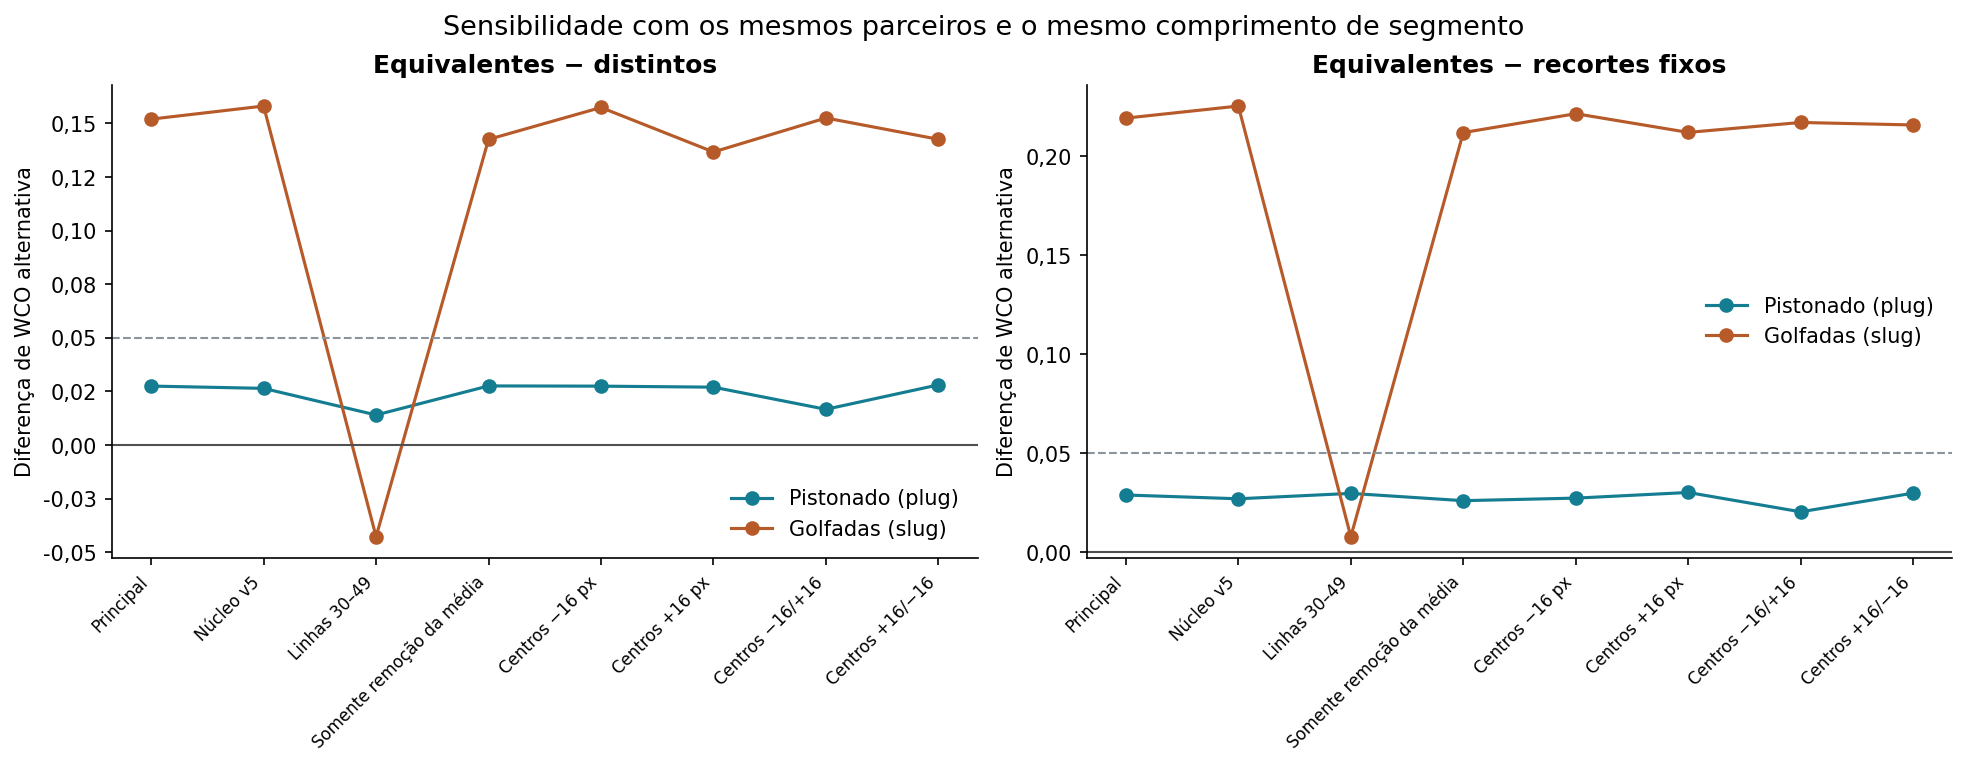 Sensibilidade com os mesmos parceiros e o mesmo comprimento de segmento
Equivalentes − distintos
Diferença de WCO alternativa
0,15
0,12
0,10
0,08
0,05
0,02
0,00
-0,03
-0,05
Pistonado (plug)
Golfadas (slug)
Principal
Núcleo v5
Linhas 30–49
Somente remoção da média
Centros −16 px
Centros +16 px
Centros −16/+16
Centros +16/−16
Equivalentes − recortes fixos
Diferença de WCO alternativa
0,20
0,15
0,10
0,05
0,00
Pistonado (plug)
Golfadas (slug)
Principal
Núcleo v5
Linhas 30–49
Somente remoção da média
Centros −16 px
Centros +16 px
Centros −16/+16
Centros +16/−16